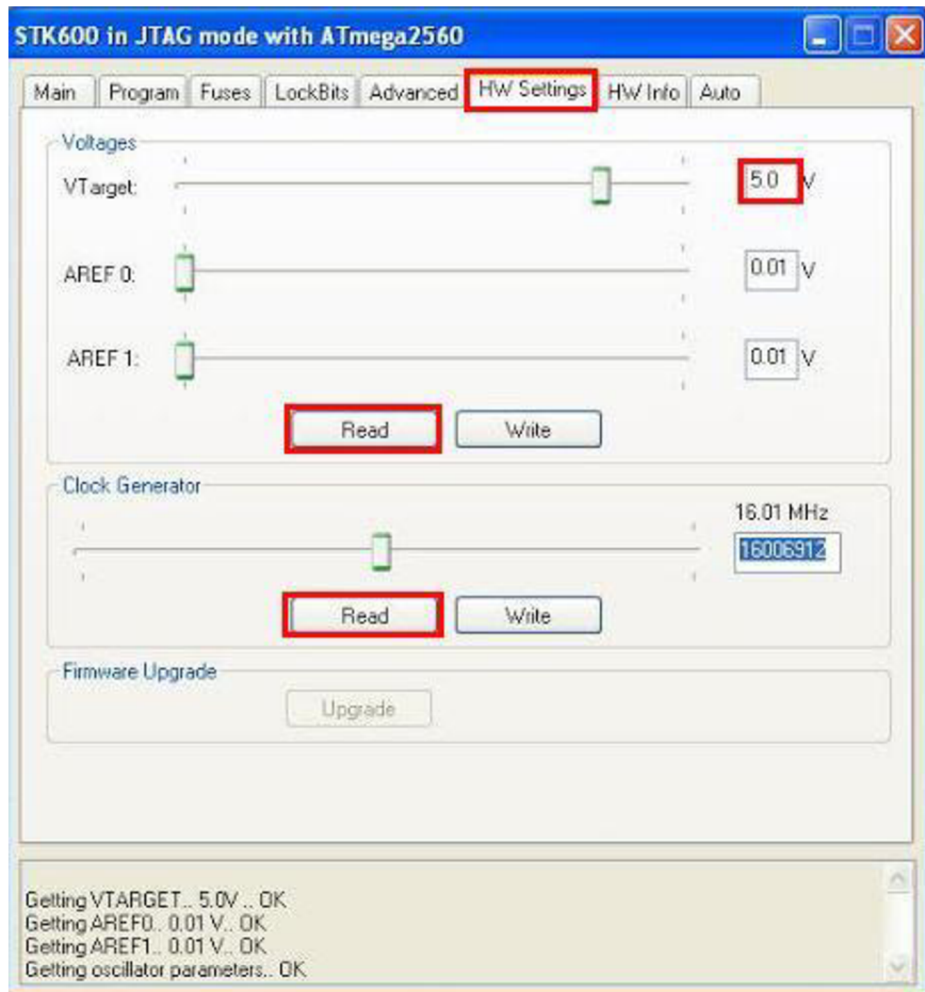 STK600 in JTAG mode with ATmega2560
Main Program Fuses LockBits Advanced HW Settings HW Info Auto
Voltages
VTarget: 5.0 V
AREF 0: 0.01 V
AREF 1: 0.01 V
Read Write
Clock Generator
16.01 MHz
16006912
Read Write
Firmware Upgrade
Upgrade
Getting VTARGET.. 5.0V .. OK
Getting AREF0.. 0.01 V.. OK
Getting AREF1.. 0.01 V.. OK
Getting oscillator parameters.. OK